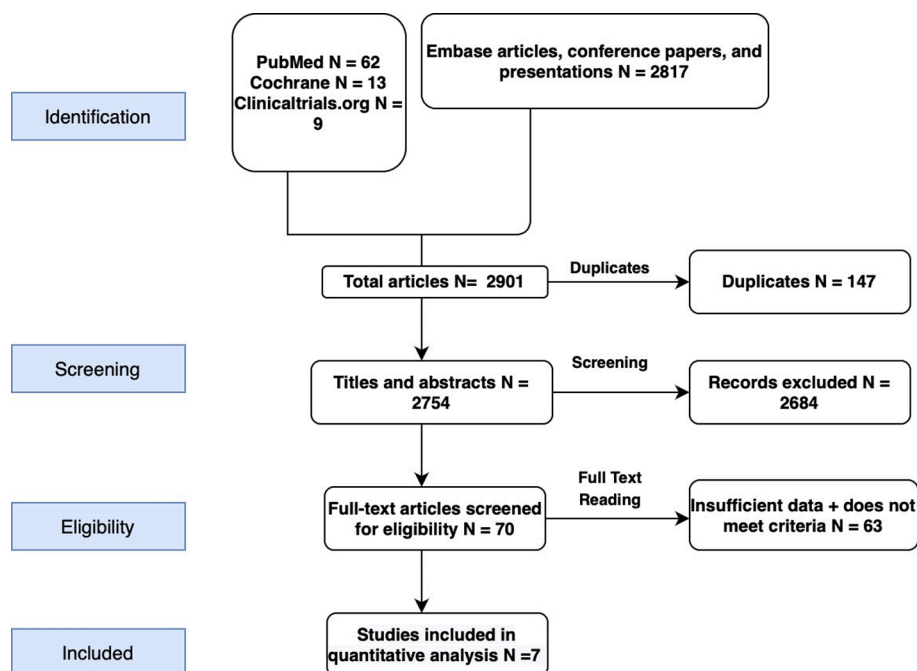 PubMed N = 62
Cochrane N = 13
Clinicaltrials.org N =
9
Embase articles, conference papers, and
presentations N = 2817
Identification
Total articles N=  2901
Duplicates
Duplicates N = 147
Screening
Titles and abstracts N =
2754
Screening
Records excluded N =
2684
Eligibility
Full-text articles screened
for eligibility N = 70
Full Text
Reading
Insufficient data + does not
meet criteria N = 63
Included
Studies included in
quantitative analysis N =7